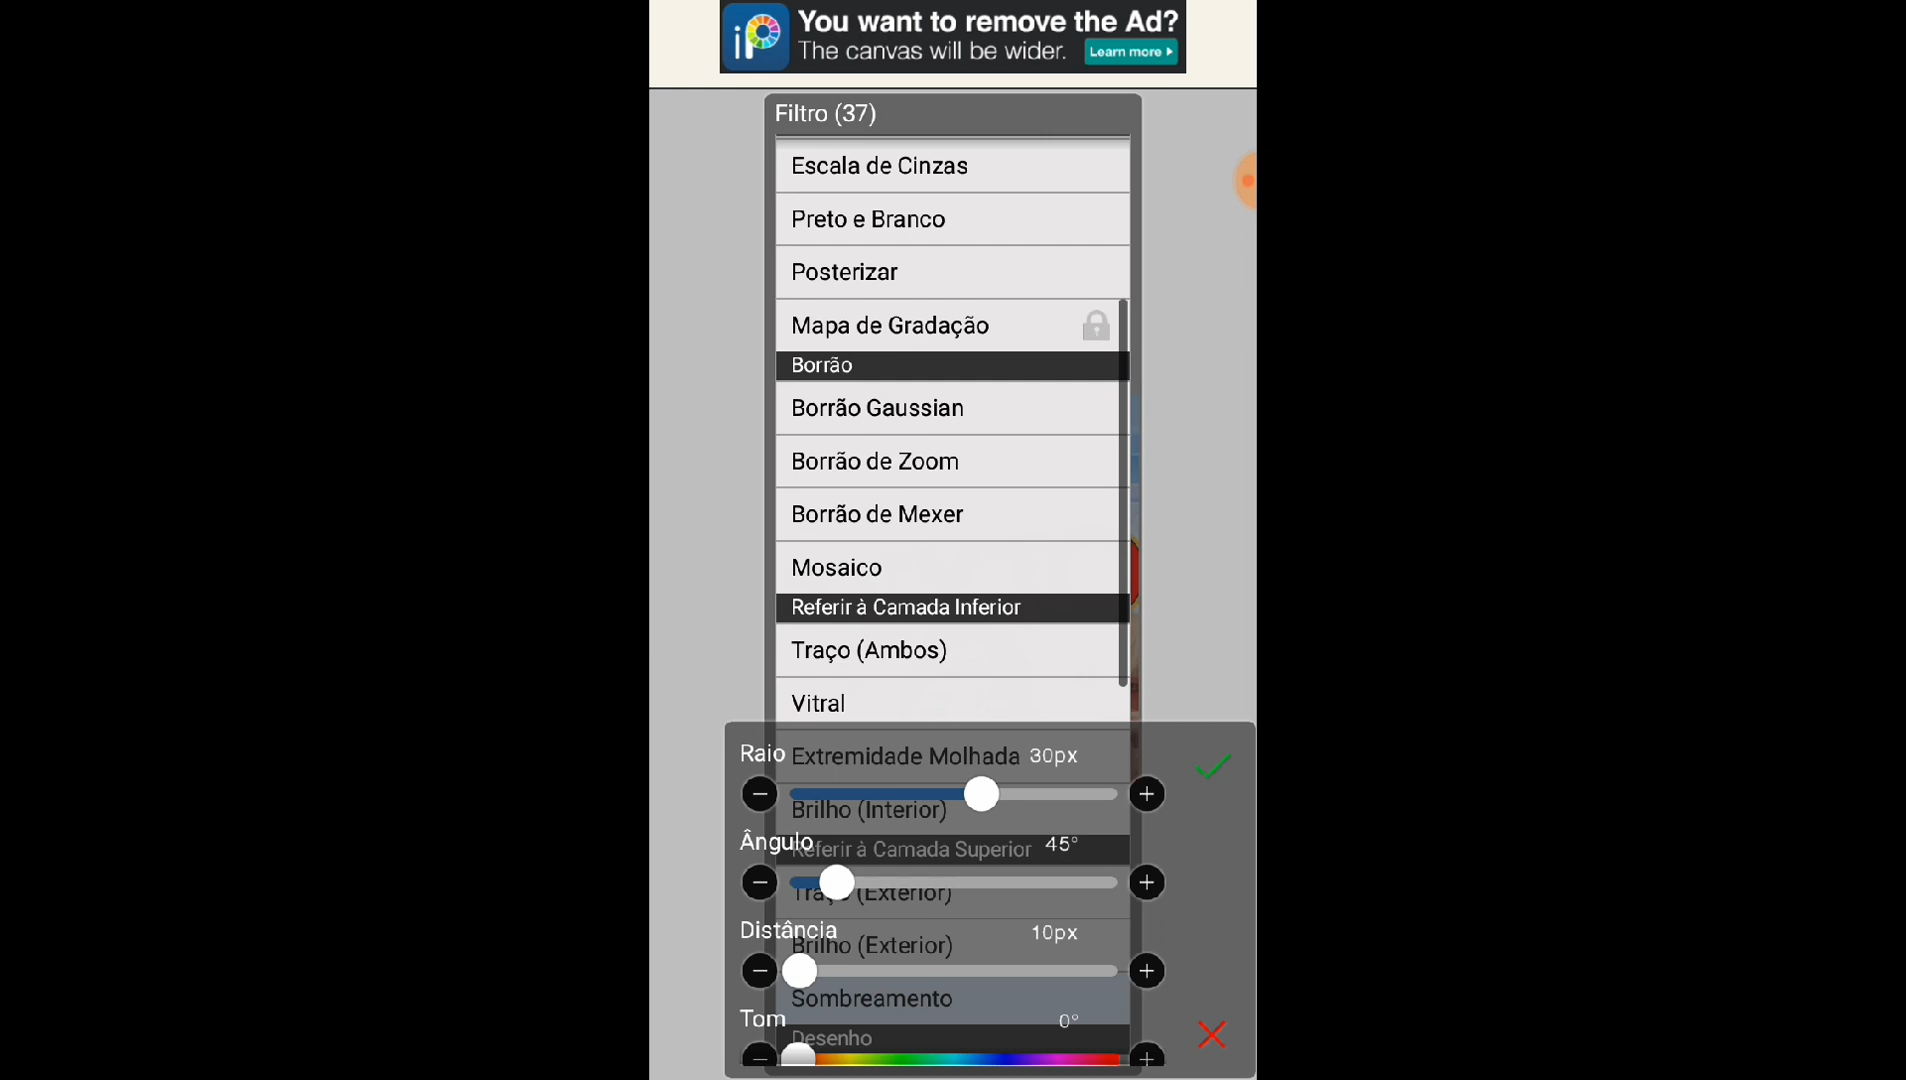 iP
You want to remove the Ad?
The canvas will be wider.
Learn more
Filtro (37)
Escala de Cinzas
Preto e Branco
Posterizar
Mapa de Gradação
Borrão
Borrão Gaussian
Borrão de Zoom
Borrão de Mexer
Mosaico
Referir à Camada Inferior
Traço (Ambos)
Vitral
Raio
Extremidade Molhada
30px
Brilho (Interior)
Ângulo
Referir à Camada Superior
45°
Traço (Exterior)
Distância
10px
Brilho (Exterior)
Sombreamento
Tom
0°
Desenho